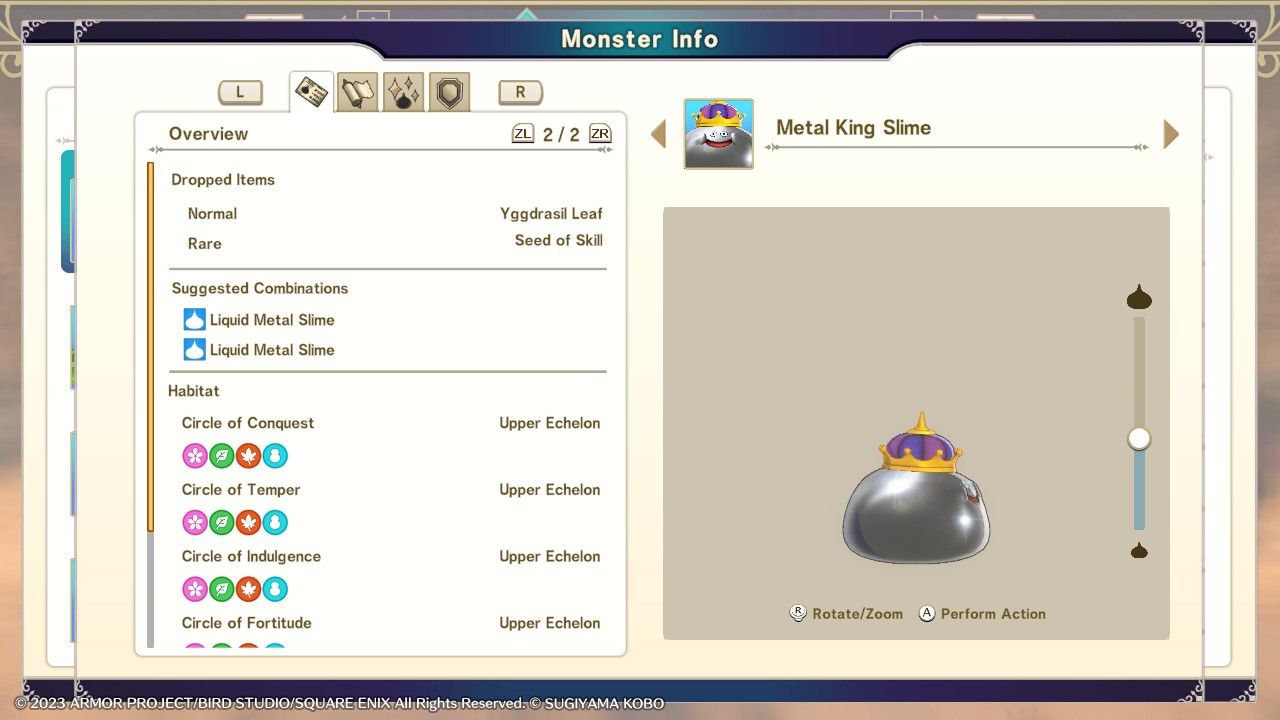 Monster Info
L
R
Overview
ZL 2 / 2 ZR
Metal King Slime
Dropped Items
Normal Yggdrasil Leaf
Rare Seed of Skill
Suggested Combinations
Liquid Metal Slime
Liquid Metal Slime
Habitat
Circle of Conquest Upper Echelon
Circle of Temper Upper Echelon
Circle of Indulgence Upper Echelon
Circle of Fortitude Upper Echelon
R Rotate/Zoom A Perform Action
© 2023 ARMOR PROJECT/BIRD STUDIO/SQUARE ENIX All Rights Reserved. © SUGIYAMA KOBO